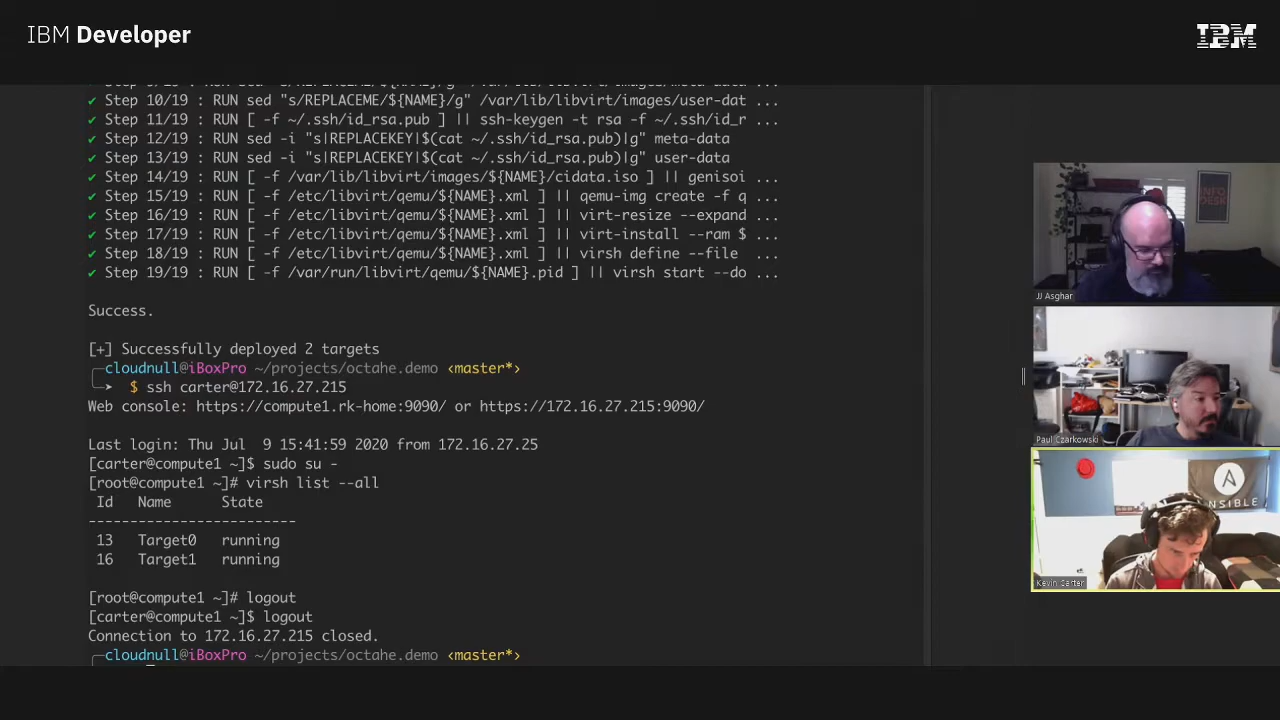 IBM Developer
IBM
✔ Step 10/19 : RUN sed "s/REPLACEME/${NAME}/g" /var/lib/libvirt/images/user-dat ...
✔ Step 11/19 : RUN [ -f ~/.ssh/id_rsa.pub ] || ssh-keygen -t rsa -f ~/.ssh/id_r ...
✔ Step 12/19 : RUN sed -i "s|REPLACEKEY|$(cat ~/.ssh/id_rsa.pub)|g" meta-data
✔ Step 13/19 : RUN sed -i "s|REPLACEKEY|$(cat ~/.ssh/id_rsa.pub)|g" user-data
✔ Step 14/19 : RUN [ -f /var/lib/libvirt/images/${NAME}/cidata.iso ] || genisoi ...
✔ Step 15/19 : RUN [ -f /etc/libvirt/qemu/${NAME}.xml ] || qemu-img create -f q ...
✔ Step 16/19 : RUN [ -f /etc/libvirt/qemu/${NAME}.xml ] || virt-resize --expand ...
✔ Step 17/19 : RUN [ -f /etc/libvirt/qemu/${NAME}.xml ] || virt-install --ram $ ...
✔ Step 18/19 : RUN [ -f /etc/libvirt/qemu/${NAME}.xml ] || virsh define --file  ...
✔ Step 19/19 : RUN [ -f /var/run/libvirt/qemu/${NAME}.pid ] || virsh start --do ...
Success.
[+] Successfully deployed 2 targets
cloudnull@iBoxPro ~/projects/octahe.demo ‹master*›
$ ssh carter@172.16.27.215
Web console: https://compute1.rk-home:9090/ or https://172.16.27.215:9090/
Last login: Thu Jul  9 15:41:59 2020 from 172.16.27.25
[carter@compute1 ~]$ sudo su -
[root@compute1 ~]# virsh list --all
Id Name State
-------------------------
13 Target0 running
16 Target1 running
[root@compute1 ~]# logout
[carter@compute1 ~]$ logout
Connection to 172.16.27.215 closed.
cloudnull@iBoxPro ~/projects/octahe.demo ‹master*›
INFO
DESK
JJ Asghar
Paul Czarkowski
NSIBLE
Kevin Carter